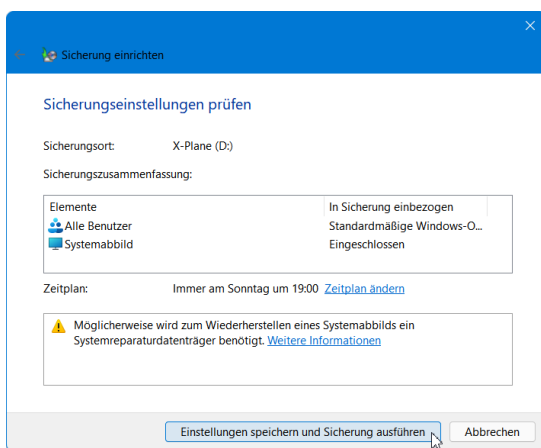 Sicherung einrichten
Sicherungseinstellungen prüfen
Sicherungsort: X-Plane (D:)
Sicherungszusammenfassung:
Elemente In Sicherung einbezogen
Alle Benutzer Standardmäßige Windows-O...
Systemabbild Eingeschlossen
Zeitplan: Immer am Sonntag um 19:00 Zeitplan ändern
Möglicherweise wird zum Wiederherstellen eines Systemabbilds ein
Systemreparaturdatenträger benötigt. Weitere Informationen
Einstellungen speichern und Sicherung ausführen Abbrechen